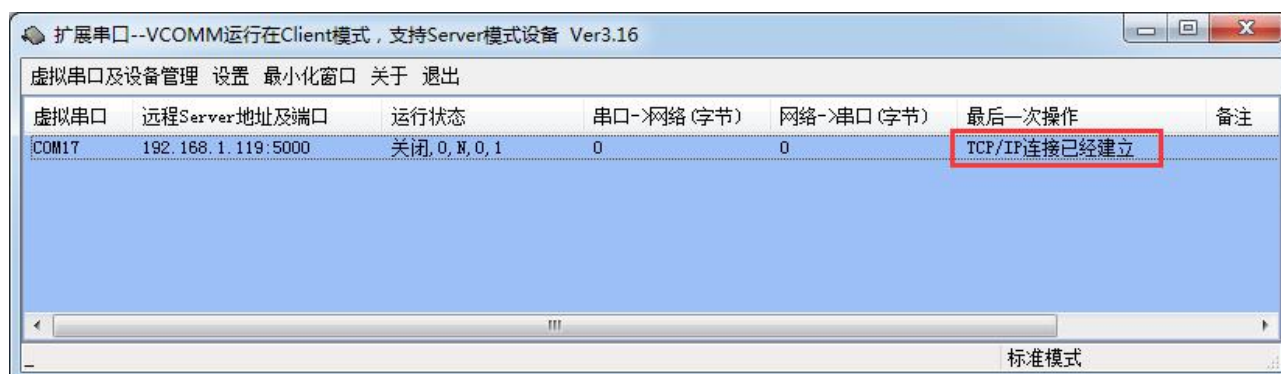 扩展串口--VCOMM运行在Client模式，支持Server模式设备 Ver3.16
虚拟串口及设备管理 设置 最小化窗口 关于 退出
虚拟串口 远程Server地址及端口 运行状态 串口->网络(字节) 网络->串口(字节) 最后一次操作 备注
COM17 192.168.1.119:5000 关闭,0,N,0,1 0 0 TCP/IP连接已经建立
标准模式